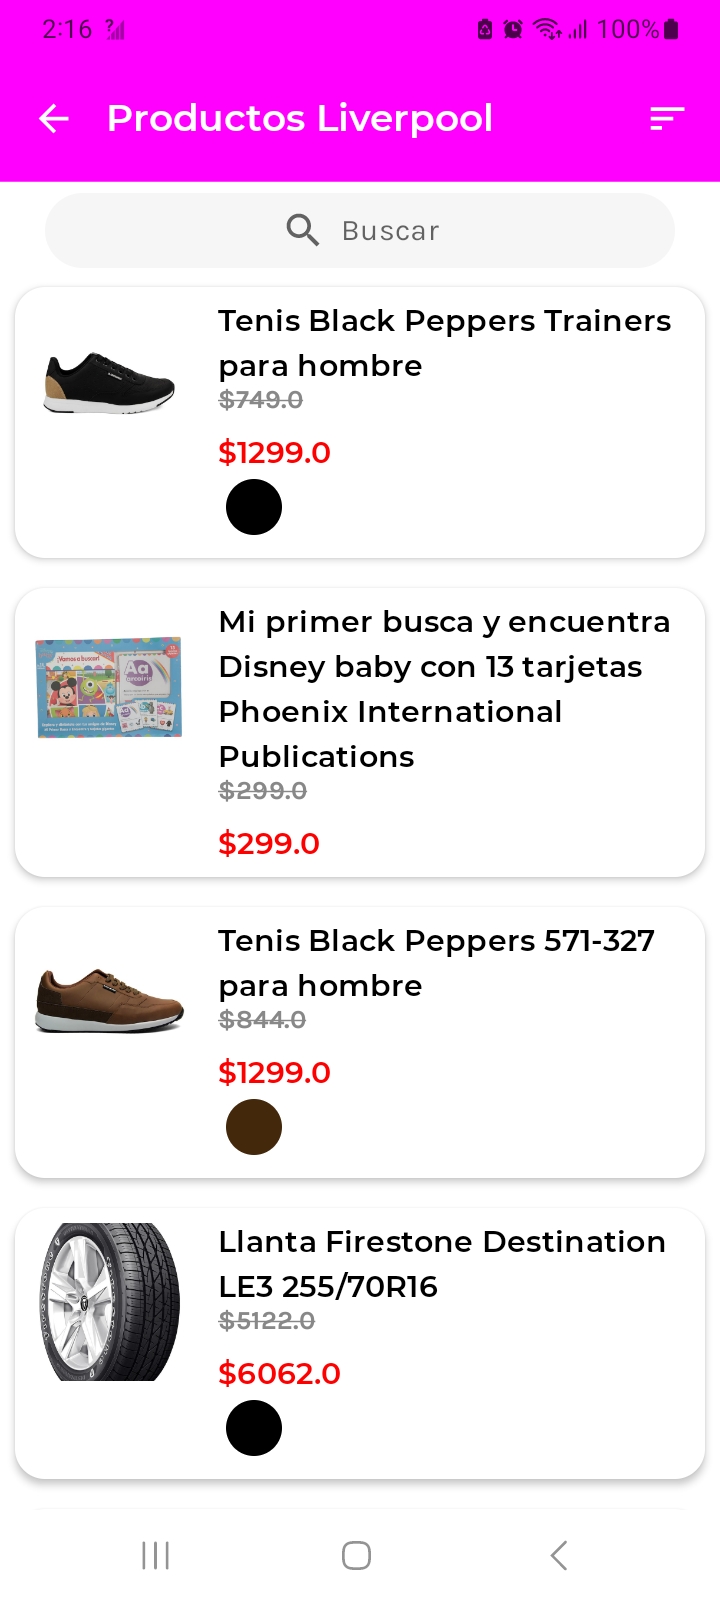 2:16
100%
Productos Liverpool
Buscar
Tenis Black Peppers Trainers
para hombre
$749.0
$1299.0
¡Vamos a buscar!
Aa
arcoíris
Mi primer busca y encuentra
Disney baby con 13 tarjetas
Phoenix International
Publications
$299.0
$299.0
Tenis Black Peppers 571-327
para hombre
$844.0
$1299.0
Llanta Firestone Destination
LE3 255/70R16
$5122.0
$6062.0